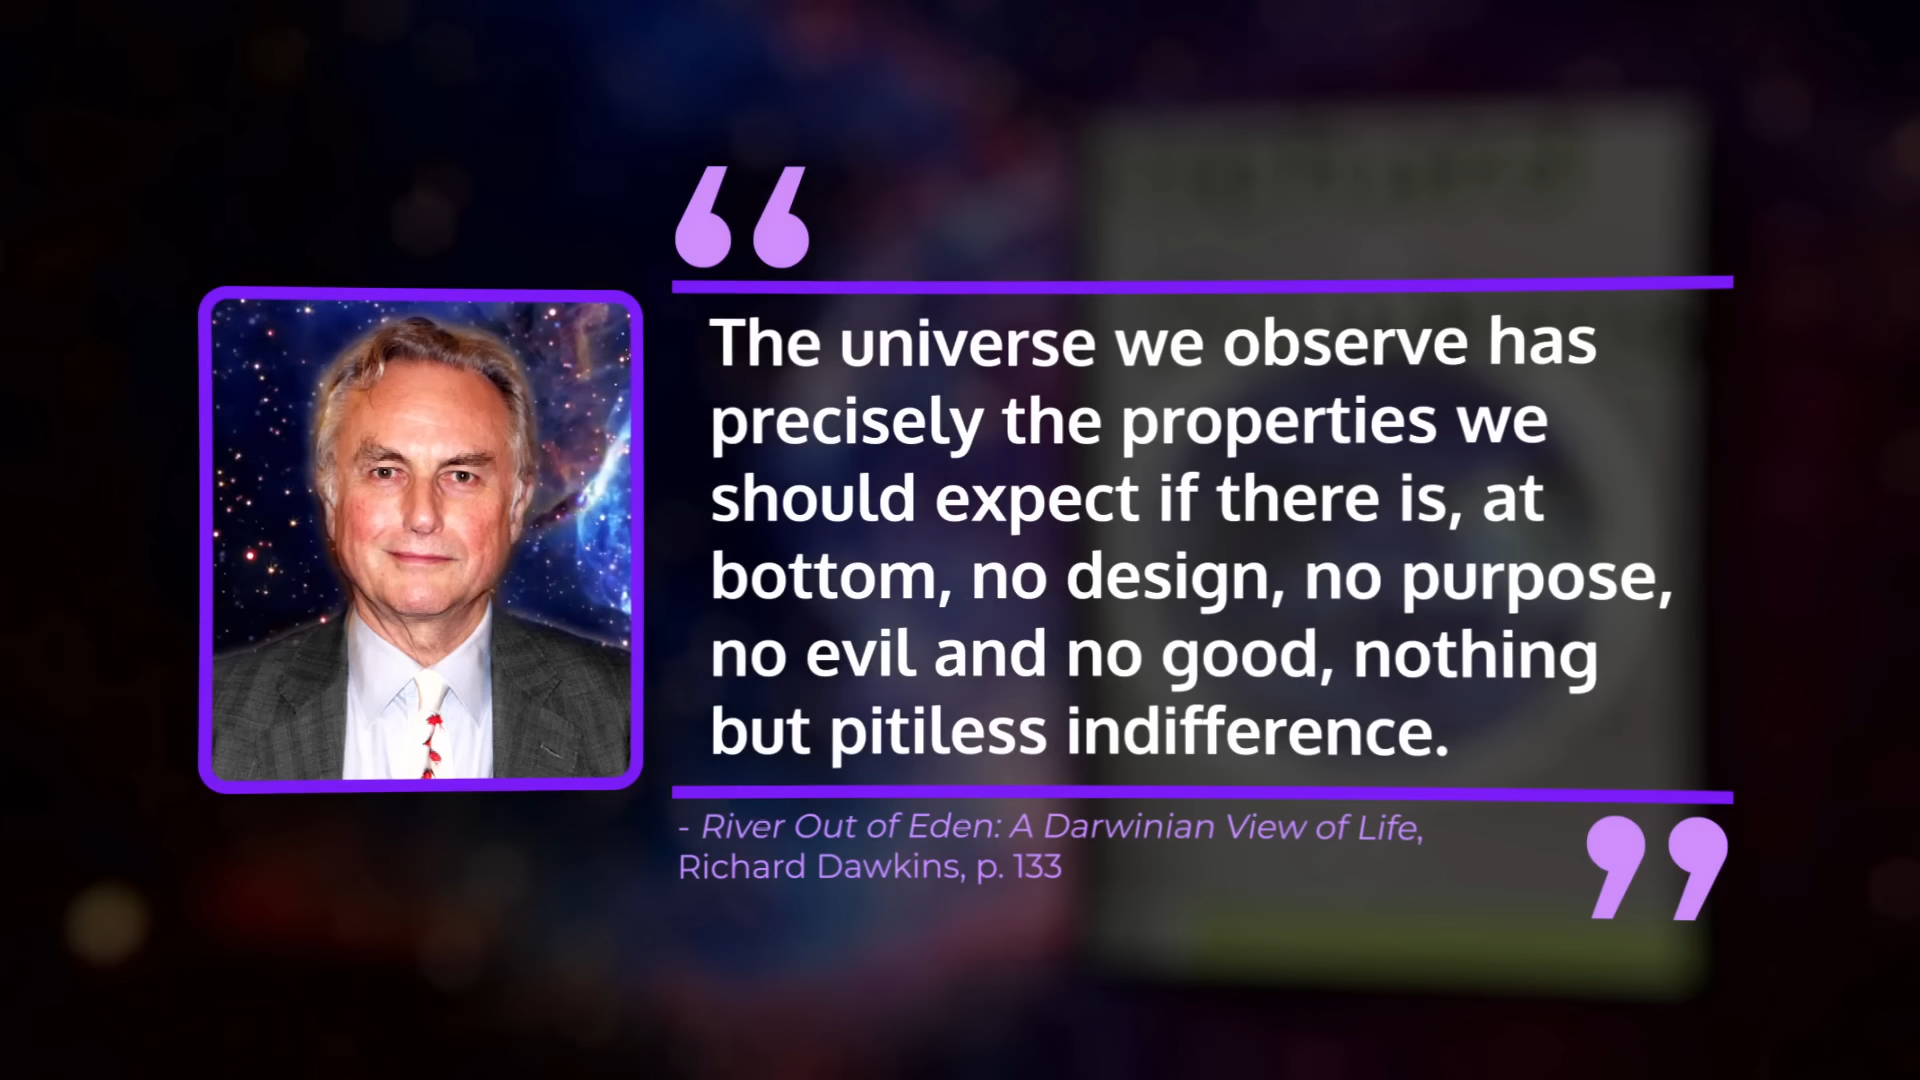 “
The universe we observe has
precisely the properties we
should expect if there is, at
bottom, no design, no purpose,
no evil and no good, nothing
but pitiless indifference.
- River Out of Eden: A Darwinian View of Life,
Richard Dawkins, p. 133
”